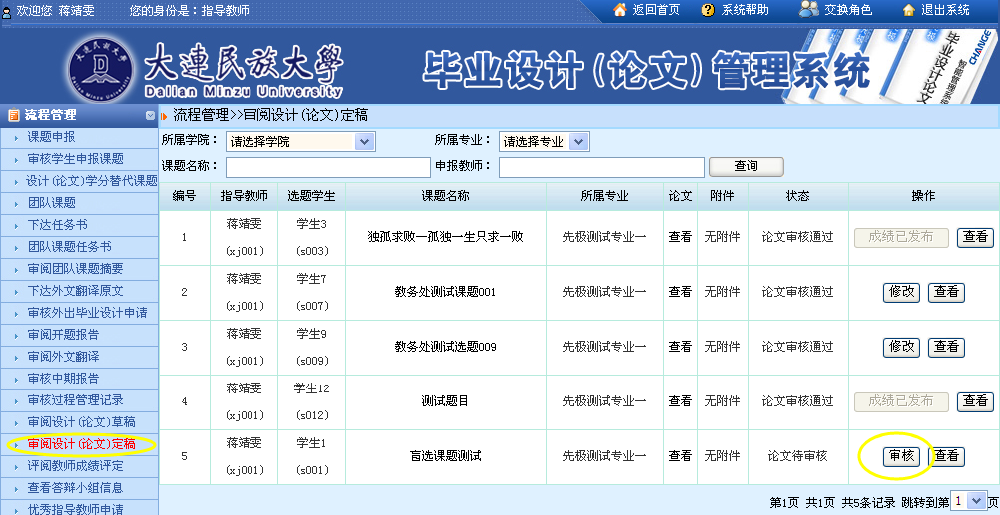 欢迎您 蒋靖雯 您的身份是：指导教师 返回首页 系统帮助 交换角色 退出系统
大連民族大學
Dalian Minzu University
毕业设计(论文)管理系统
毕业设计论文
智能管理系统
CHANGE
流程管理
课题申报
审核学生申报课题
设计(论文)学分替代课题
团队课题
下达任务书
团队课题任务书
审阅团队课题摘要
下达外文翻译原文
审核外出毕业设计申请
审阅开题报告
审阅外文翻译
审核中期报告
审核过程管理记录
审阅设计(论文)草稿
审阅设计(论文)定稿
评阅教师成绩评定
查看答辩小组信息
优秀指导教师申请
流程管理>>审阅设计(论文)定稿
所属学院： 请选择学院 所属专业： 请选择专业
课题名称： 申报教师： 查询
编号 指导教师 选题学生 课题名称 所属专业 论文 附件 状态 操作
1 蒋靖雯 (xj001) 学生3 (s003) 独孤求败一孤独一生只求一败 先极测试专业一 查看 无附件 论文审核通过 成绩已发布 查看
2 蒋靖雯 (xj001) 学生7 (s007) 教务处测试课题001 先极测试专业一 查看 无附件 论文审核通过 修改 查看
3 蒋靖雯 (xj001) 学生9 (s009) 教务处测试选题009 先极测试专业一 查看 无附件 论文审核通过 修改 查看
4 蒋靖雯 (xj001) 学生12 (s012) 测试题目 先极测试专业一 查看 无附件 论文审核通过 成绩已发布 查看
5 蒋靖雯 (xj001) 学生1 (s001) 盲选课题测试 先极测试专业一 查看 无附件 论文待审核 审核 查看
第1页 共1页 共5条记录 跳转到第 1 页